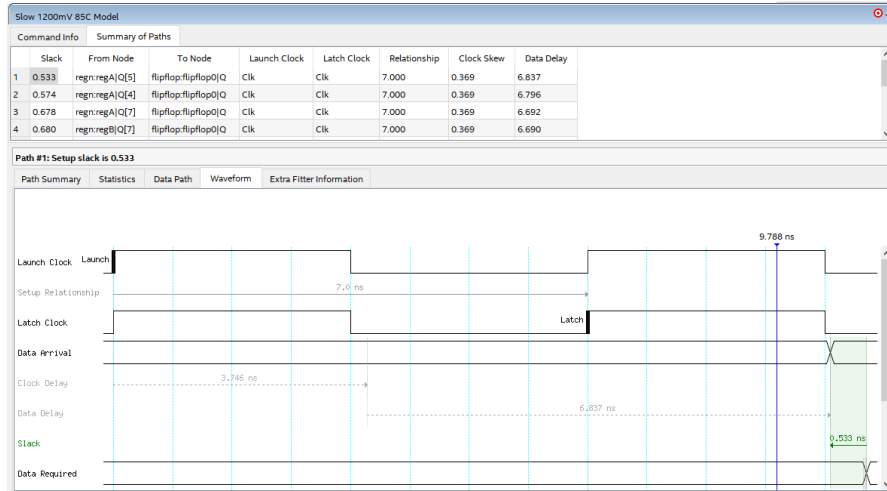 Slow 1200mV 85C Model
Command Info Summary of Paths
Slack From Node To Node Launch Clock Latch Clock Relationship Clock Skew Data Delay
1 0.533 regn:regA|Q[5] flipflop:flipflop0|Q Clk Clk 7.000 0.369 6.837
2 0.574 regn:regA|Q[4] flipflop:flipflop0|Q Clk Clk 7.000 0.369 6.796
3 0.678 regn:regA|Q[7] flipflop:flipflop0|Q Clk Clk 7.000 0.369 6.692
4 0.680 regn:regB|Q[7] flipflop:flipflop0|Q Clk Clk 7.000 0.369 6.690
Path #1: Setup slack is 0.533
Path Summary Statistics Data Path Waveform Extra Fitter Information
9.788 ns
Launch Clock Launch
Setup Relationship 7.0 ns
Latch Clock Latch
Data Arrival
Clock Delay 3.746 ns
Data Delay 6.837 ns
Slack 0.533 ns
Data Required